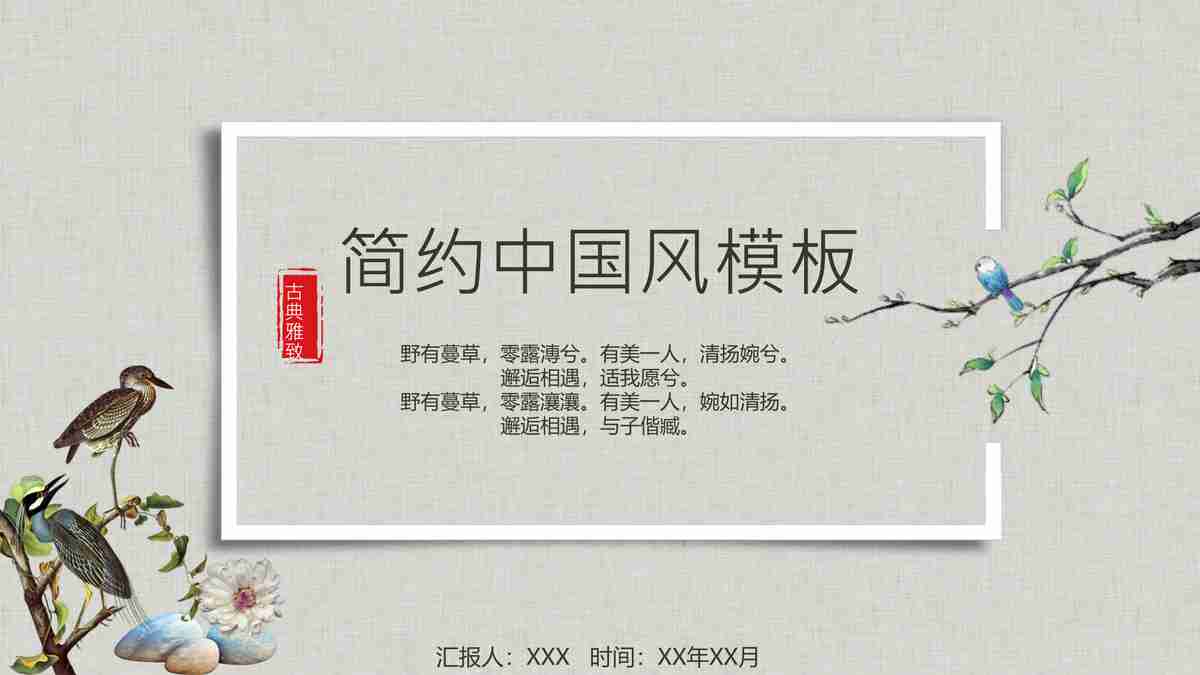 简约中国风模板
古典雅致
野有蔓草，零露漙兮。有美一人，清扬婉兮。
邂逅相遇，适我愿兮。
野有蔓草，零露瀼瀼。有美一人，婉如清扬。
邂逅相遇，与子偕臧。
汇报人：XXX 时间：XX年XX月